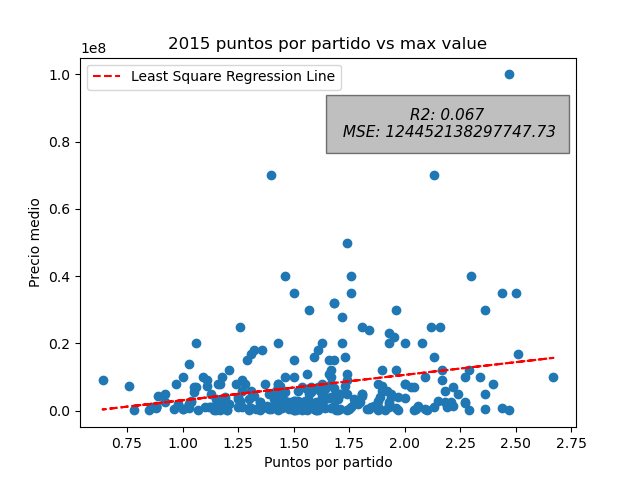 2015 puntos por partido vs max value
1e8
Least Square Regression Line
R2: 0.067
MSE: 124452138297747.73
1.0
0.8
0.6
0.4
0.2
0.0
Precio medio
0.75 1.00 1.25 1.50 1.75 2.00 2.25 2.50 2.75
Puntos por partido